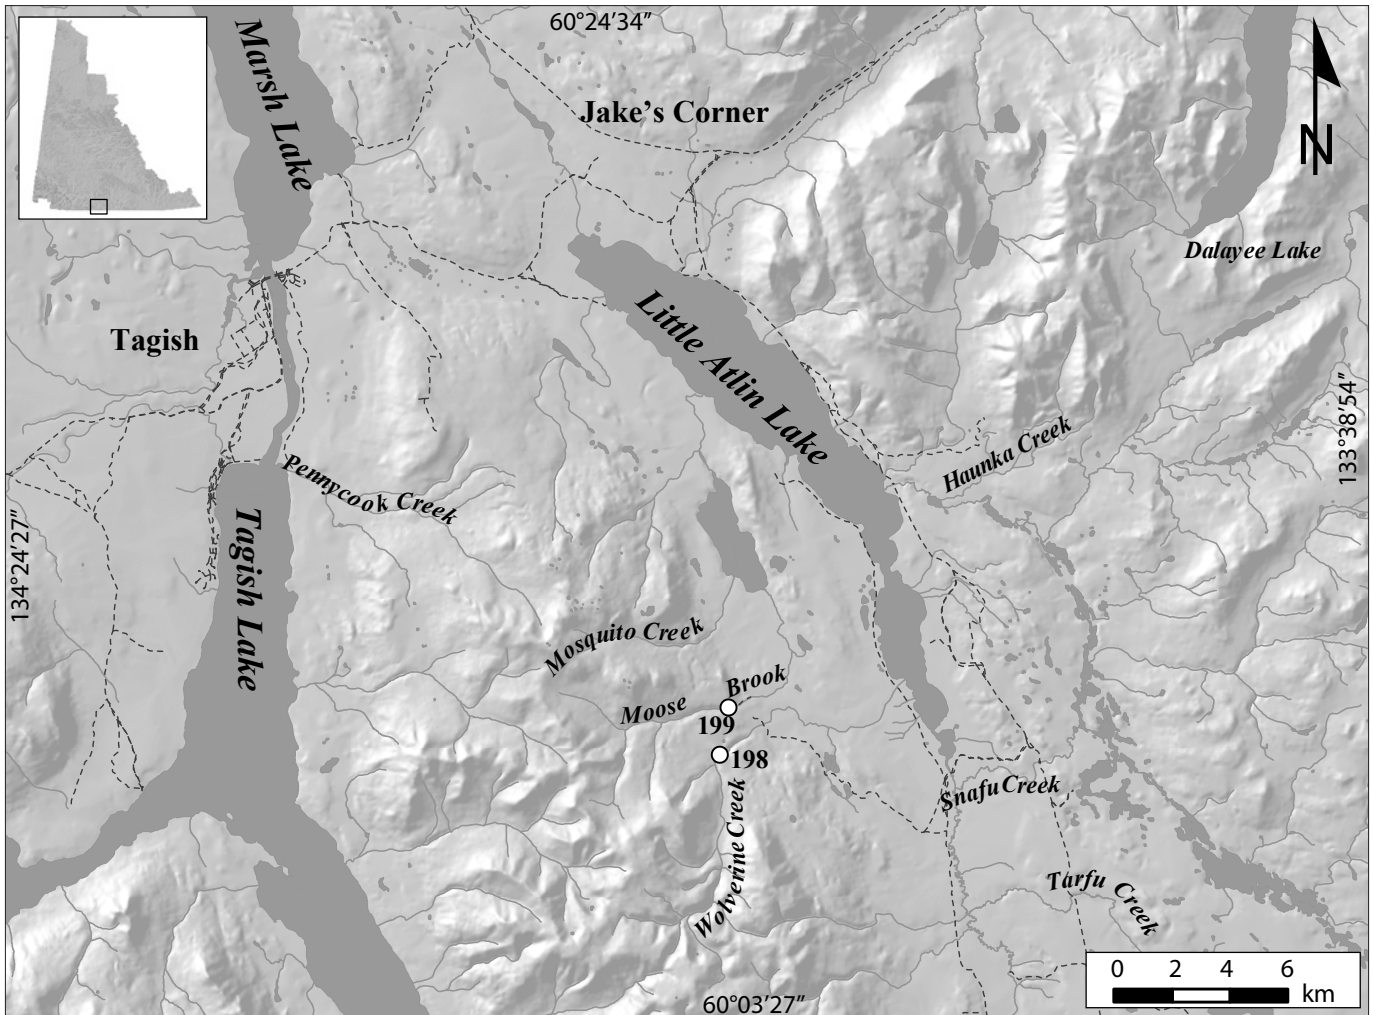 60°24′34″
Marsh Lake
Jake's Corner
N
Dalayee Lake
Tagish
Little Atlin Lake
133°38′54″
Haunka Creek
Pennycook Creek
134°24′27″
Tagish Lake
Mosquito Creek
Moose Brook
199
198
Snafu Creek
Wolverine Creek
Tarfu Creek
0 2 4 6
km
60°03′27″